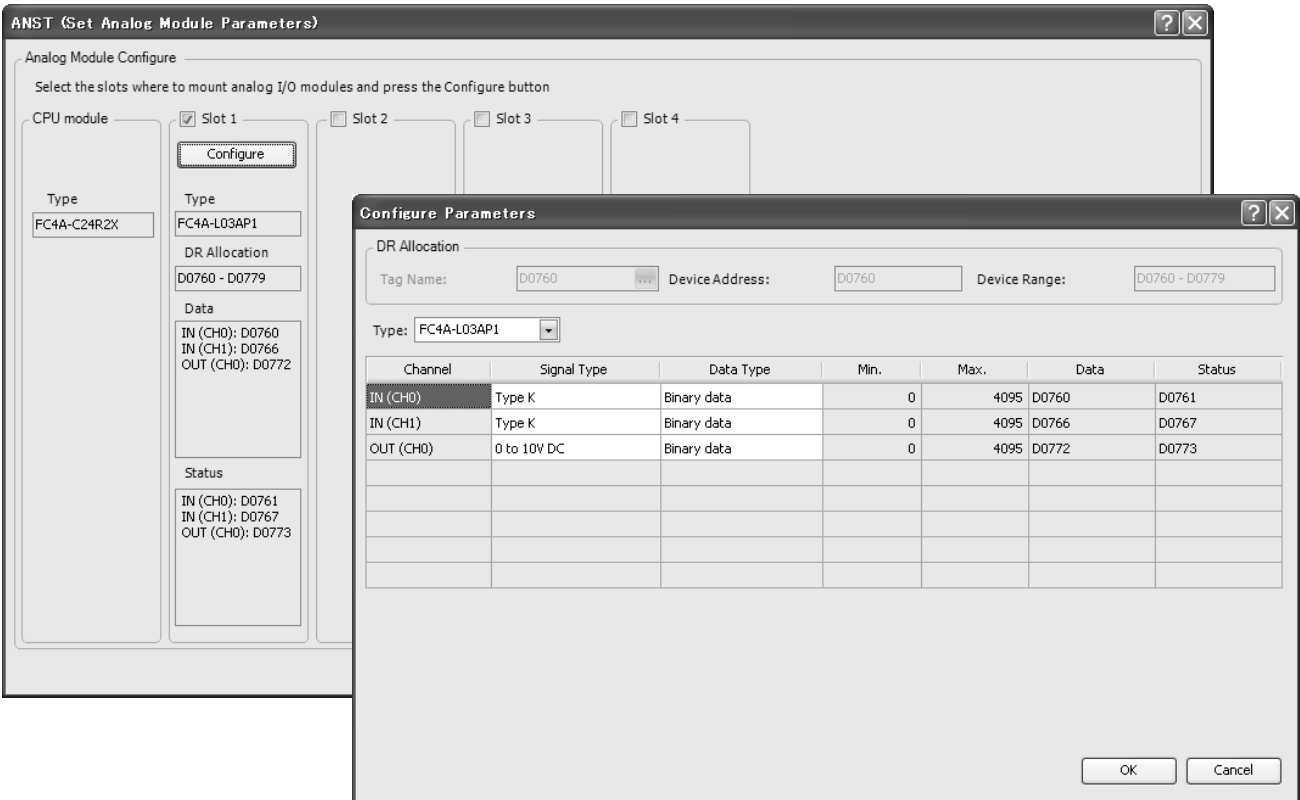 ANST (Set Analog Module Parameters)
Analog Module Configure
Select the slots where to mount analog I/O modules and press the Configure button
CPU module
Slot 1
Slot 2
Slot 3
Slot 4
Configure
Type
FC4A-C24R2X
Type
FC4A-L03AP1
DR Allocation
D0760 - D0779
Data
IN (CH0): D0760
IN (CH1): D0766
OUT (CH0): D0772
Status
IN (CH0): D0761
IN (CH1): D0767
OUT (CH0): D0773
Configure Parameters
DR Allocation
Tag Name: D0760 ... Device Address: D0760 Device Range: D0760 - D0779
Type: FC4A-L03AP1
Channel Signal Type Data Type Min. Max. Data Status
IN (CH0) Type K Binary data 0 4095 D0760 D0761
IN (CH1) Type K Binary data 0 4095 D0766 D0767
OUT (CH0) 0 to 10V DC Binary data 0 4095 D0772 D0773
OK Cancel